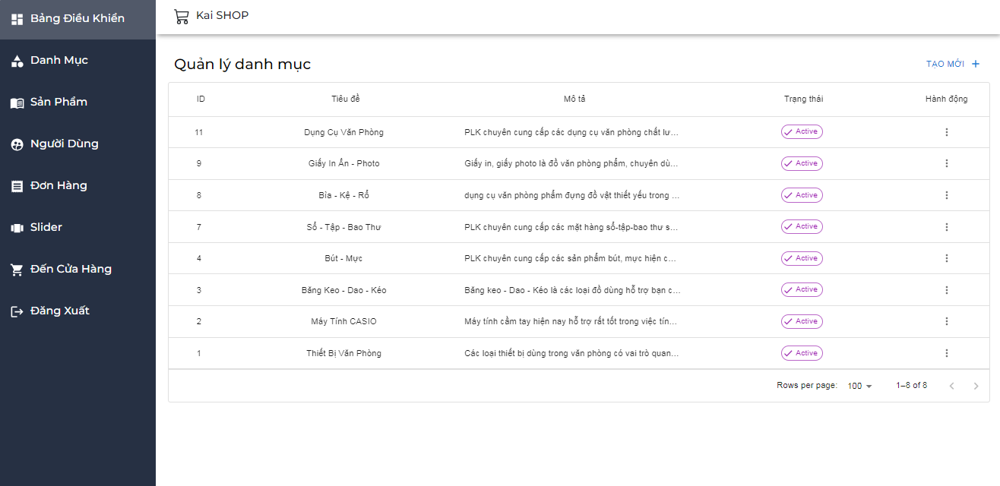 Bảng Điều Khiển
Danh Mục
Sản Phẩm
Người Dùng
Đơn Hàng
Slider
Đến Cửa Hàng
Đăng Xuất
Kai SHOP
Quản lý danh mục
TẠO MỚI +
ID Tiêu đề Mô tả Trạng thái Hành động
11 Dụng Cụ Văn Phòng PLK chuyên cung cấp các dụng cụ văn phòng chất lư... Active
9 Giấy In Ấn - Photo Giấy in, giấy photo là đồ văn phòng phẩm, chuyên dù... Active
8 Bìa - Kệ - Rổ dụng cụ văn phòng phẩm đựng đồ vật thiết yếu trong ... Active
7 Sổ - Tập - Bao Thư PLK chuyên cung cấp các mặt hàng sổ-tập-bao thư s... Active
4 Bút - Mực PLK chuyên cung cấp các sản phẩm bút, mực hiện c... Active
3 Băng Keo - Dao - Kéo Băng keo - Dao - Kéo là các loại đồ dùng hỗ trợ bạn c... Active
2 Máy Tính CASIO Máy tính cầm tay hiện nay hỗ trợ rất tốt trong việc tín... Active
1 Thiết Bị Văn Phòng Các loại thiết bị dùng trong văn phòng có vai trò quan... Active
Rows per page: 100 1–8 of 8